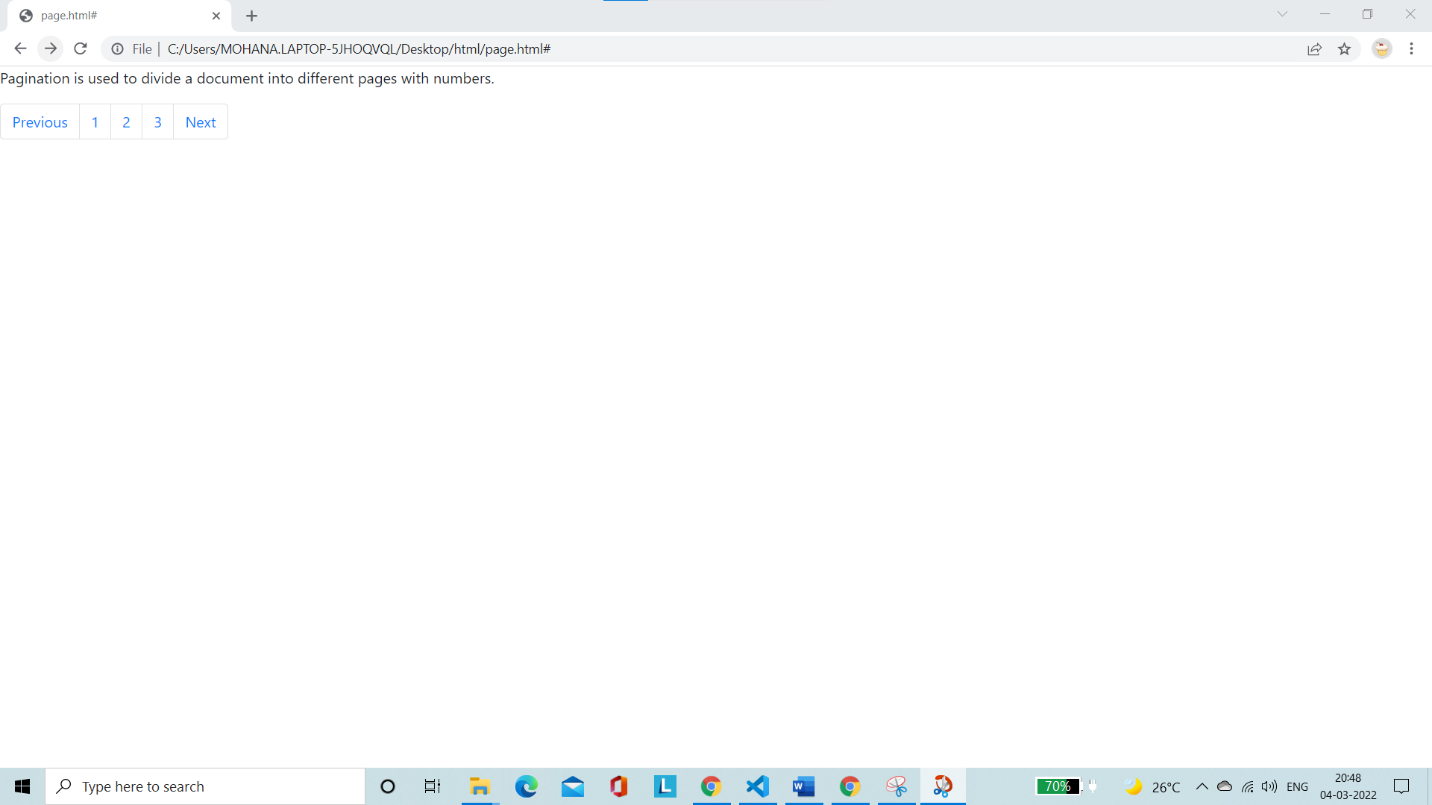 page.html#
File | C:/Users/MOHANA.LAPTOP-5JHOQVQL/Desktop/html/page.html#
Pagination is used to divide a document into different pages with numbers.
Previous 1 2 3 Next
Type here to search
L
W
70%
26°C
ENG
20:48
04-03-2022